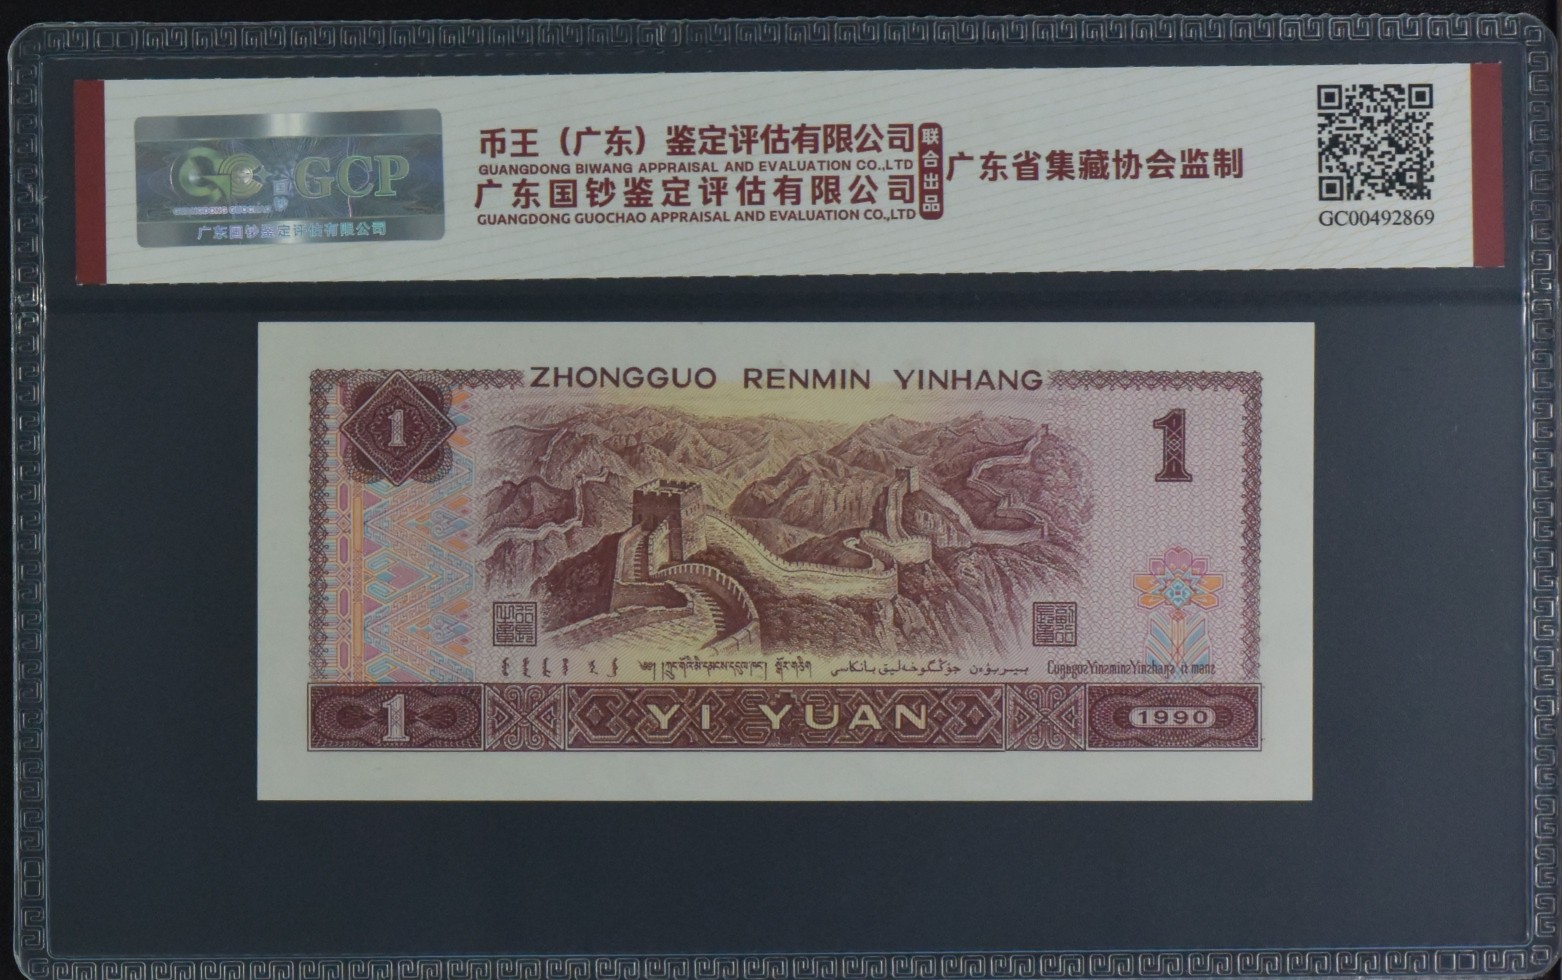 GCP
广东国钞鉴定评估有限公司
币王（广东）鉴定评估有限公司
GUANGDONG BIWANG APPRAISAL AND EVALUATION CO.,LTD
广东国钞鉴定评估有限公司
GUANGDONG GUOCHAO APPRAISAL AND EVALUATION CO.,LTD
联合出品
广东省集藏协会监制
GC00492869
ZHONGGUO RENMIN YINHANG
1
1
1
YI YUAN
1990